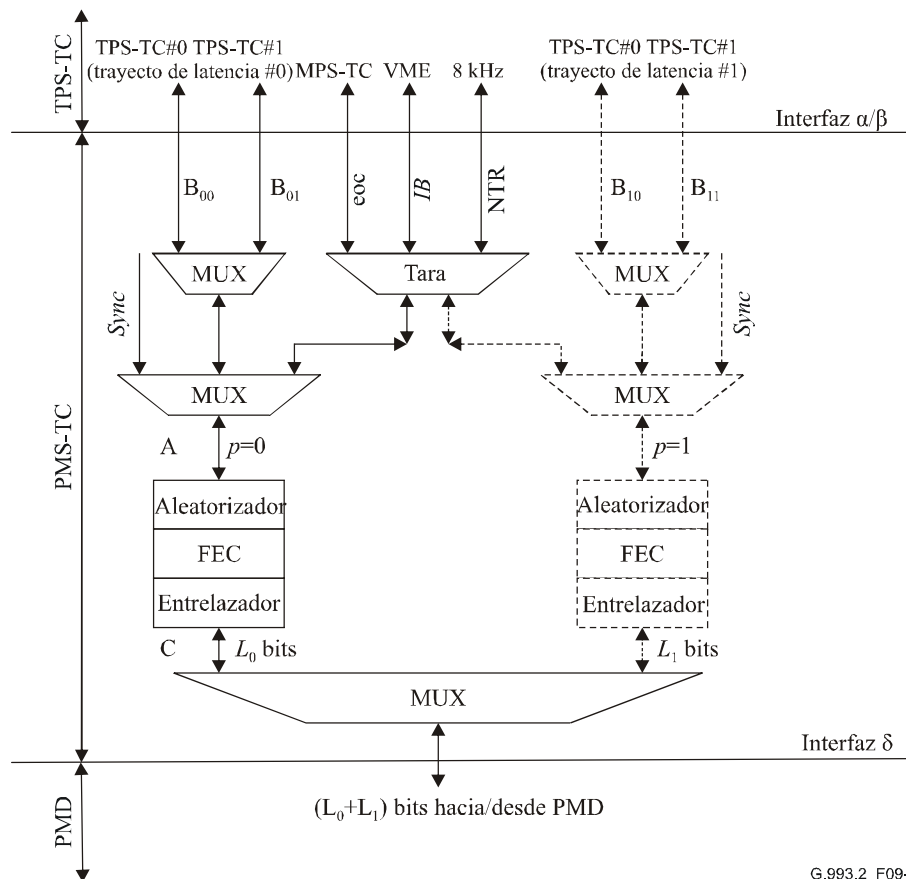 TPS-TC
TPS-TC#0 TPS-TC#1
(trayecto de latencia #0)
MPS-TC
VME
8 kHz
TPS-TC#0 TPS-TC#1
(trayecto de latencia #1)
Interfaz α/β
B00
B01
eoc
IB
NTR
B10
B11
MUX
Tara
MUX
Sync
Sync
MUX
MUX
PMS-TC
A
p=0
p=1
Aleatorizador
FEC
Entrelazador
Aleatorizador
FEC
Entrelazador
C
L0 bits
L1 bits
MUX
Interfaz δ
PMD
(L0+L1) bits hacia/desde PMD
G.993.2_F09-